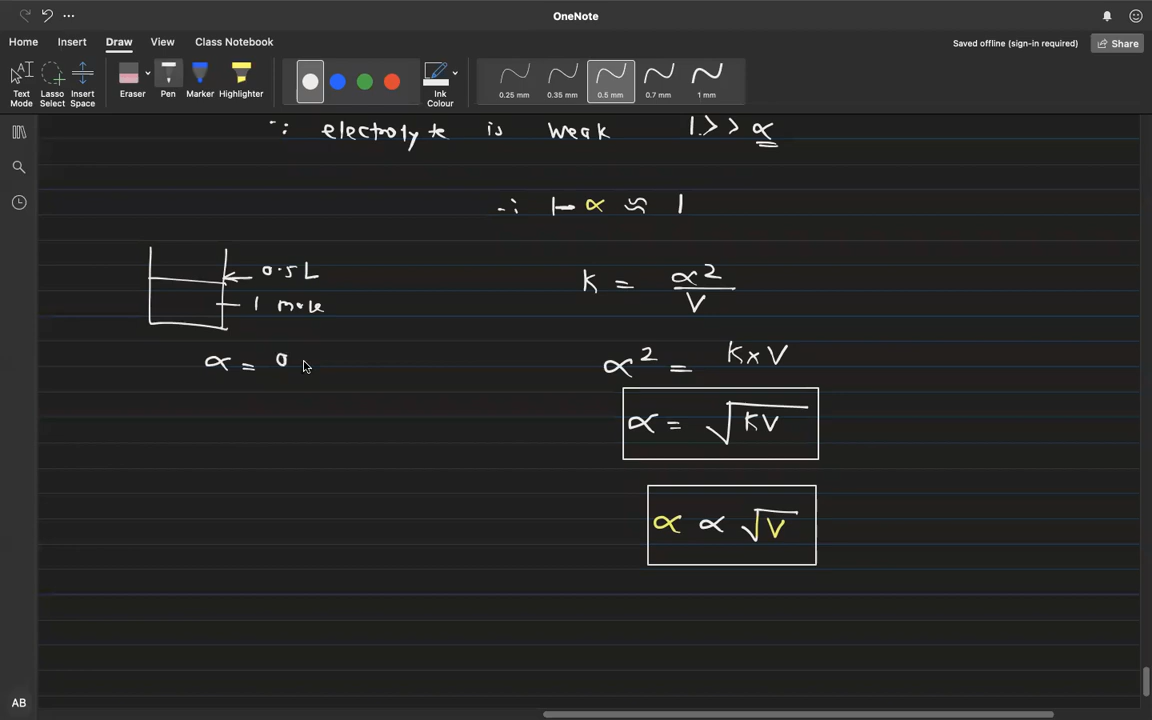 OneNote
Home Insert Draw View Class Notebook
Saved offline (sign-in required) Share
Text Mode
Lasso Select
Insert Space
Eraser
Pen
Marker
Highlighter
Ink Colour
0.25 mm 0.35 mm 0.5 mm 0.7 mm 1 mm
∵ electrolyte is weak 1 >> α
∴ 1-α ≈ 1
0.5 L
1 mole
α = 0
K = α²/V
α² = K×V
α = √KV
α ∝ √V
AB